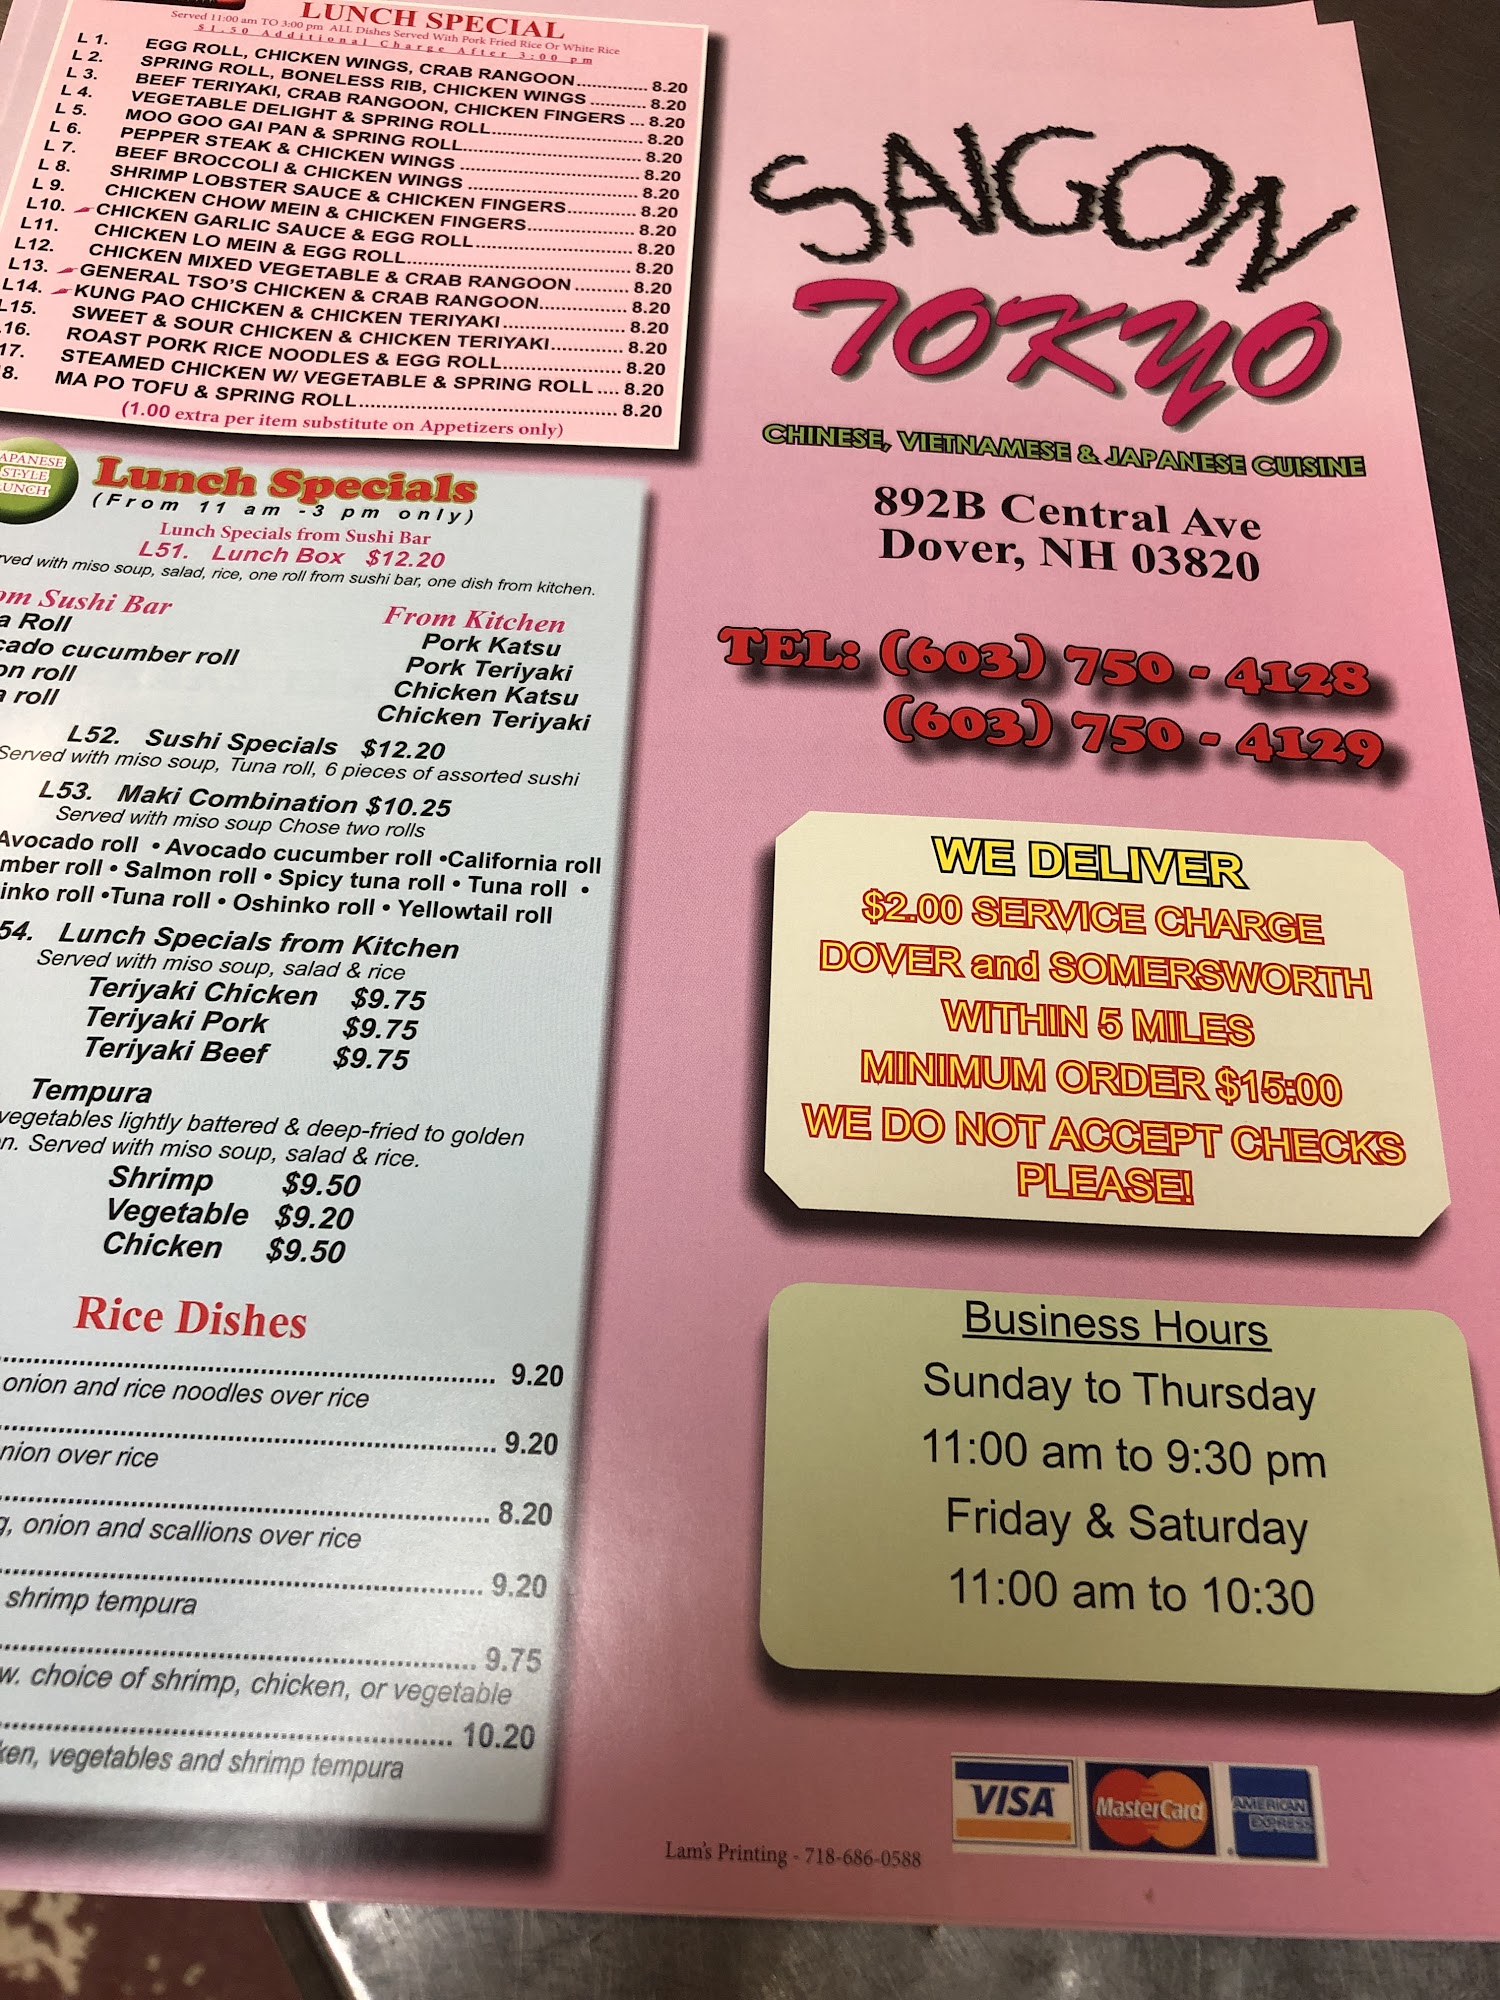 LUNCH SPECIAL
Served 11:00 am TO 3:00 pm ALL Dishes Served With Pork Fried Rice Or White Rice
$1.50 Additional Charge After 3:00 pm
L 1. EGG ROLL, CHICKEN WINGS, CRAB RANGOON 8.20
L 2. SPRING ROLL, BONELESS RIB, CHICKEN WINGS 8.20
L 3. BEEF TERIYAKI, CRAB RANGOON, CHICKEN FINGERS 8.20
L 4. VEGETABLE DELIGHT & SPRING ROLL 8.20
L 5. MOO GOO GAI PAN & SPRING ROLL 8.20
L 6. PEPPER STEAK & CHICKEN WINGS 8.20
L 7. BEEF BROCCOLI & CHICKEN WINGS 8.20
L 8. SHRIMP LOBSTER SAUCE & CHICKEN FINGERS 8.20
L 9. CHICKEN CHOW MEIN & CHICKEN FINGERS 8.20
L10. CHICKEN GARLIC SAUCE & EGG ROLL 8.20
L11. CHICKEN LO MEIN & EGG ROLL 8.20
L12. CHICKEN MIXED VEGETABLE & CRAB RANGOON 8.20
L13. GENERAL TSO'S CHICKEN & CRAB RANGOON 8.20
L14. KUNG PAO CHICKEN & CHICKEN TERIYAKI 8.20
L15. SWEET & SOUR CHICKEN & CHICKEN TERIYAKI 8.20
16. ROAST PORK RICE NOODLES & EGG ROLL 8.20
17. STEAMED CHICKEN W/ VEGETABLE & SPRING ROLL 8.20
8. MA PO TOFU & SPRING ROLL 8.20
(1.00 extra per item substitute on Appetizers only)
JAPANESE
STYLE
LUNCH
Lunch Specials
(From 11 am -3 pm only)
Lunch Specials from Sushi Bar
L51. Lunch Box $12.20
rved with miso soup, salad, rice, one roll from sushi bar, one dish from kitchen.
om Sushi Bar
a Roll
cado cucumber roll
on roll
a roll
From Kitchen
Pork Katsu
Pork Teriyaki
Chicken Katsu
Chicken Teriyaki
L52. Sushi Specials $12.20
Served with miso soup, Tuna roll, 6 pieces of assorted sushi
L53. Maki Combination $10.25
Served with miso soup Chose two rolls
Avocado roll • Avocado cucumber roll •California roll
mber roll • Salmon roll • Spicy tuna roll • Tuna roll •
inko roll •Tuna roll • Oshinko roll • Yellowtail roll
54. Lunch Specials from Kitchen
Served with miso soup, salad & rice
Teriyaki Chicken $9.75
Teriyaki Pork $9.75
Teriyaki Beef $9.75
Tempura
vegetables lightly battered & deep-fried to golden
n. Served with miso soup, salad & rice.
Shrimp $9.50
Vegetable $9.20
Chicken $9.50
Rice Dishes
9.20
onion and rice noodles over rice
9.20
nion over rice
8.20
g, onion and scallions over rice
9.20
shrimp tempura
9.75
w. choice of shrimp, chicken, or vegetable
10.20
ken, vegetables and shrimp tempura
SAIGON
TOKYO
CHINESE, VIETNAMESE & JAPANESE CUISINE
892B Central Ave
Dover, NH 03820
TEL: (603) 750 - 4128
(603) 750 - 4129
WE DELIVER
$2.00 SERVICE CHARGE
DOVER and SOMERSWORTH
WITHIN 5 MILES
MINIMUM ORDER $15:00
WE DO NOT ACCEPT CHECKS
PLEASE!
Business Hours
Sunday to Thursday
11:00 am to 9:30 pm
Friday & Saturday
11:00 am to 10:30
VISA
MasterCard
AMERICAN
EXPRESS
Lam's Printing - 718-686-0588